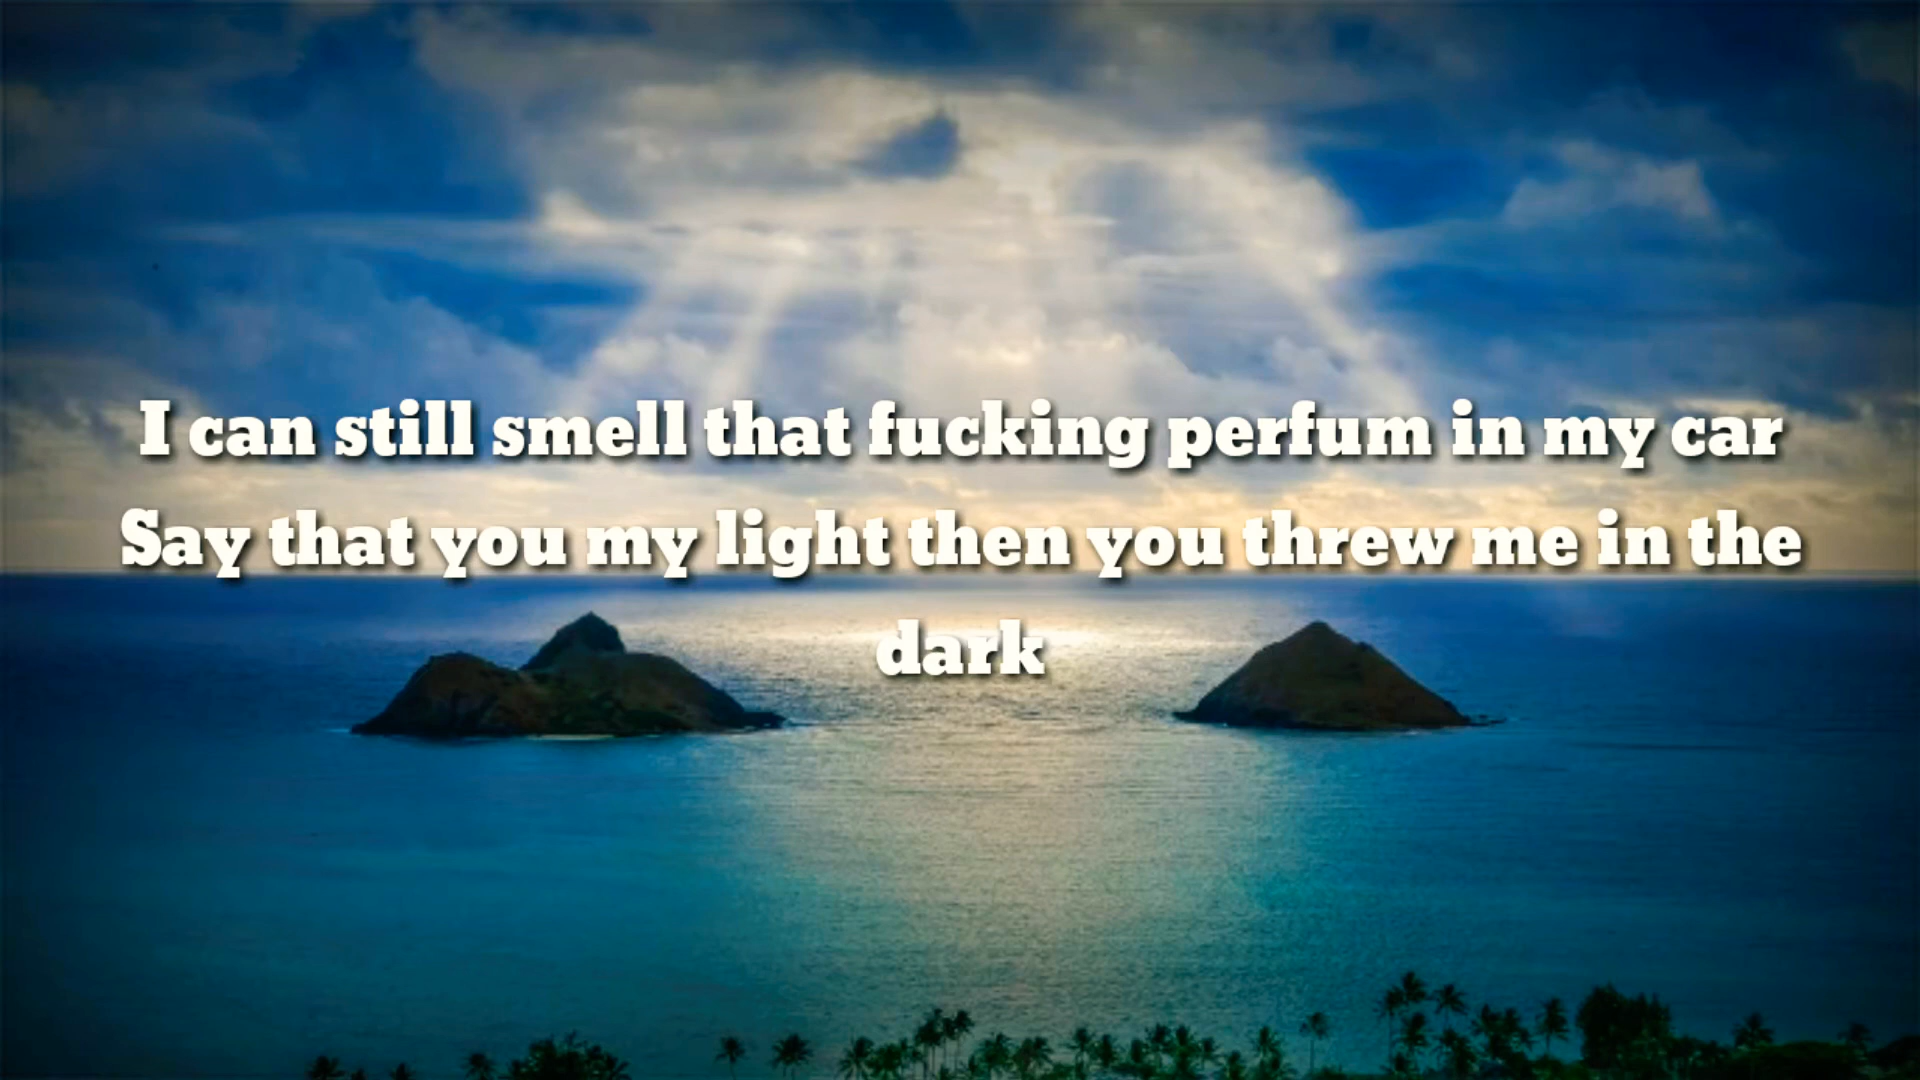 I can still smell that fucking perfum in my car
Say that you my light then you threw me in the
dark